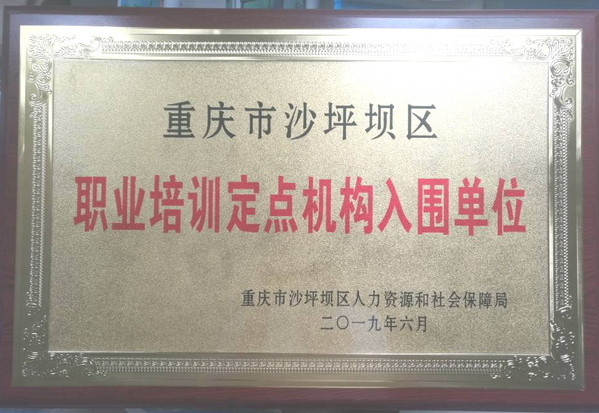 重庆市沙坪坝区
职业培训定点机构入围单位
重庆市沙坪坝区人力资源和社会保障局
二〇一九年六月